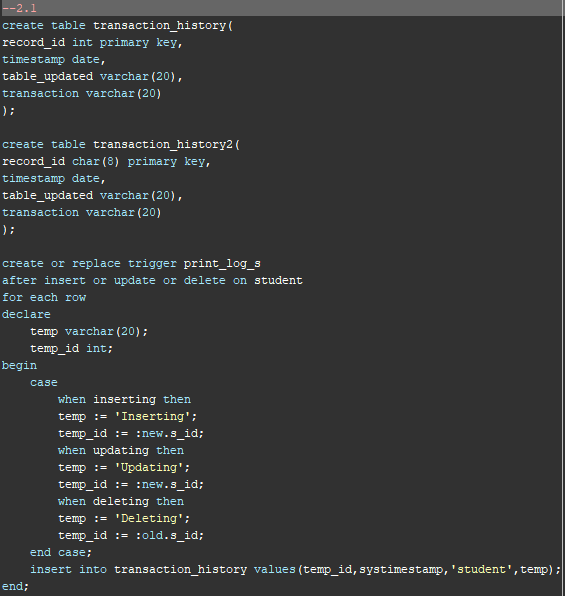 --2.1
create table transaction_history(
record_id int primary key,
timestamp date,
table_updated varchar(20),
transaction varchar(20)
);

create table transaction_history2(
record_id char(8) primary key,
timestamp date,
table_updated varchar(20),
transaction varchar(20)
);

create or replace trigger print_log_s
after insert or update or delete on student
for each row
declare
    temp varchar(20);
    temp_id int;
begin
    case
        when inserting then
        temp := 'Inserting';
        temp_id := :new.s_id;
        when updating then
        temp := 'Updating';
        temp_id := :new.s_id;
        when deleting then
        temp := 'Deleting';
        temp_id := :old.s_id;
    end case;
    insert into transaction_history values(temp_id,systimestamp,'student',temp);
end;